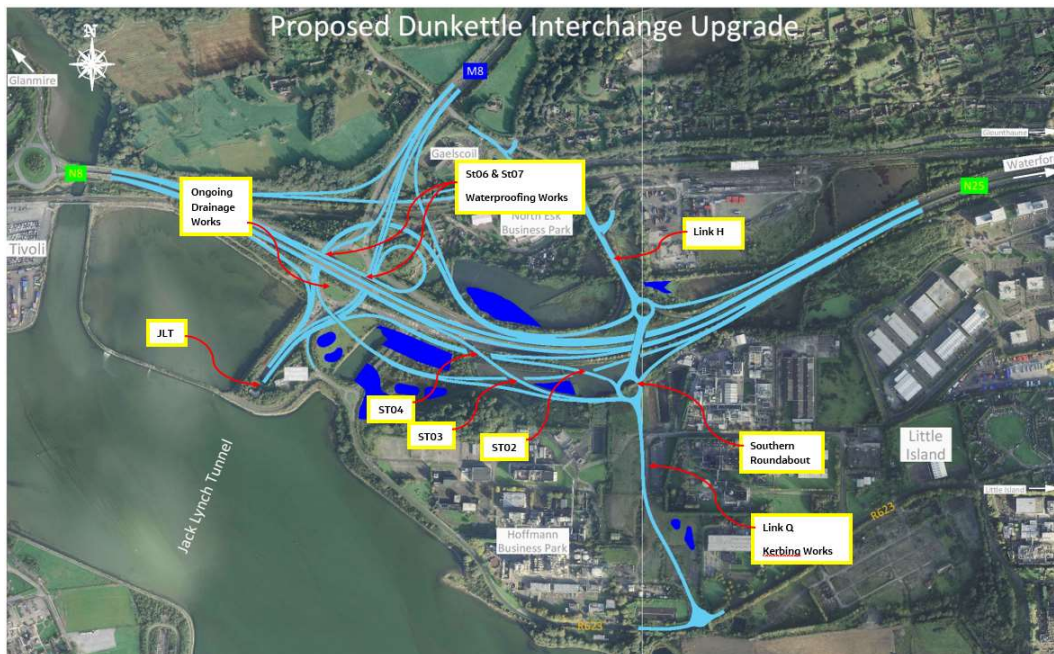 Proposed Dunkettle Interchange Upgrade
N
Glanmire
M8
Glounthaune
Gaelscoil
Waterford
N8
N25
Ongoing
Drainage
Works
St06 & St07
Waterproofing Works
North Esk
Business Park
Link H
Tivoli
JLT
ST04
ST03
ST02
Southern
Roundabout
Little
Island
Little Island
Jack Lynch Tunnel
R623
Link Q
Kerbing Works
Hoffmann
Business Park
R623